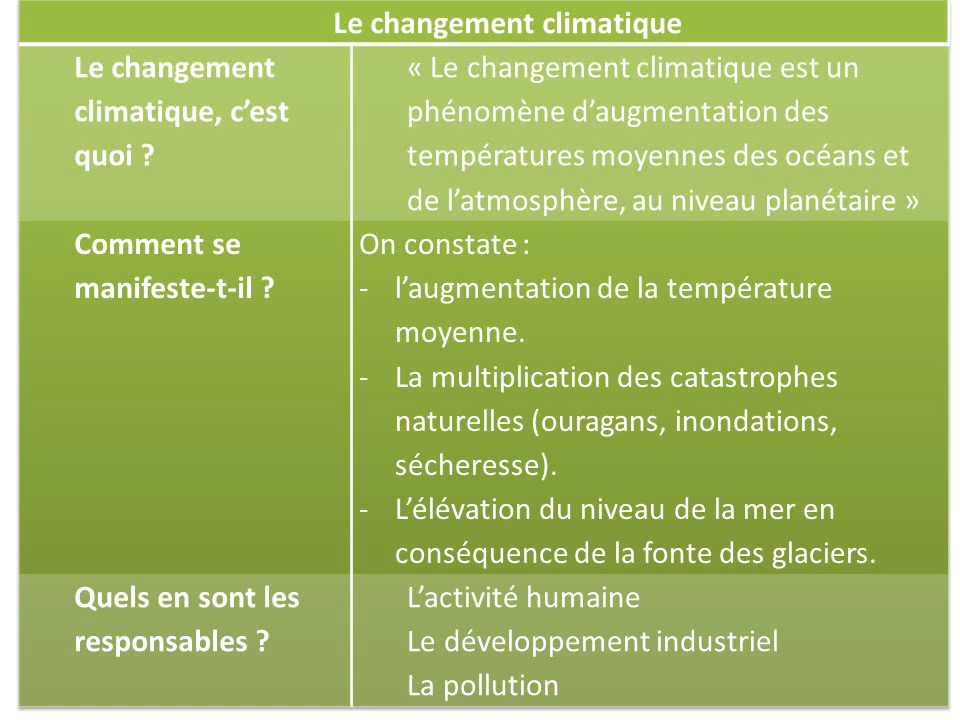 Le changement climatique
Le changement
climatique, c’est
quoi ?
« Le changement climatique est un
phénomène d’augmentation des
températures moyennes des océans et
de l’atmosphère, au niveau planétaire »
Comment se
manifeste-t-il ?
On constate :
- l’augmentation de la température
moyenne.
- La multiplication des catastrophes
naturelles (ouragans, inondations,
sécheresse).
- L’élévation du niveau de la mer en
conséquence de la fonte des glaciers.
Quels en sont les
responsables ?
L’activité humaine
Le développement industriel
La pollution